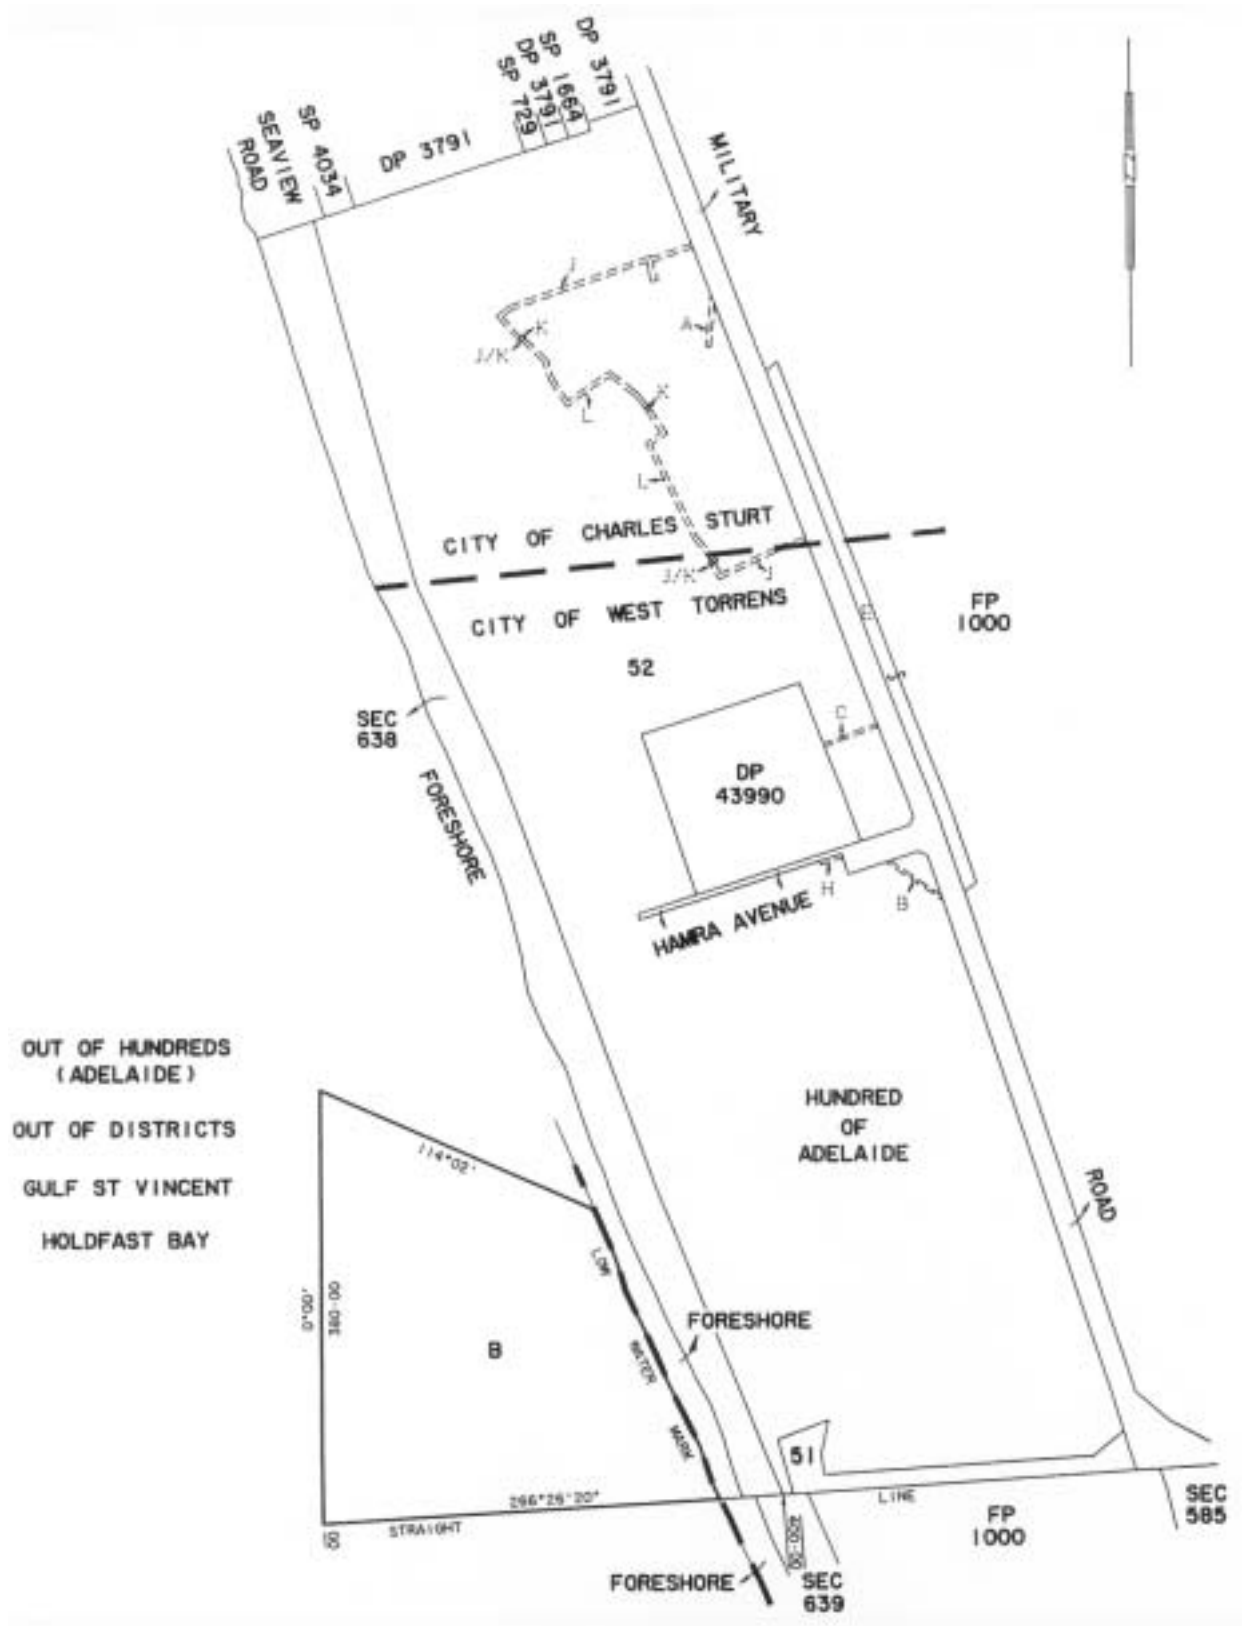 DP 3791
SP 1664
DP 3791
SP 729
DP 3791
SP 4034
SEAVIEW
ROAD
MILITARY
J
L
A
K
J/K
L
K
L
CITY OF CHARLES STURT
J/K
J
CITY OF WEST TORRENS
FP
1000
52
SEC
638
C
DP
43990
FORESHORE
H
B
HAMRA AVENUE
OUT OF HUNDREDS
(ADELAIDE)
OUT OF DISTRICTS
GULF ST VINCENT
HOLDFAST BAY
HUNDRED
OF
ADELAIDE
114°02'
ROAD
LOW
WATER
MARK
0°00'
380·00
B
FORESHORE
51
266°26'20"
STRAIGHT
LINE
FP
1000
SEC
585
200·00
FORESHORE
SEC
639